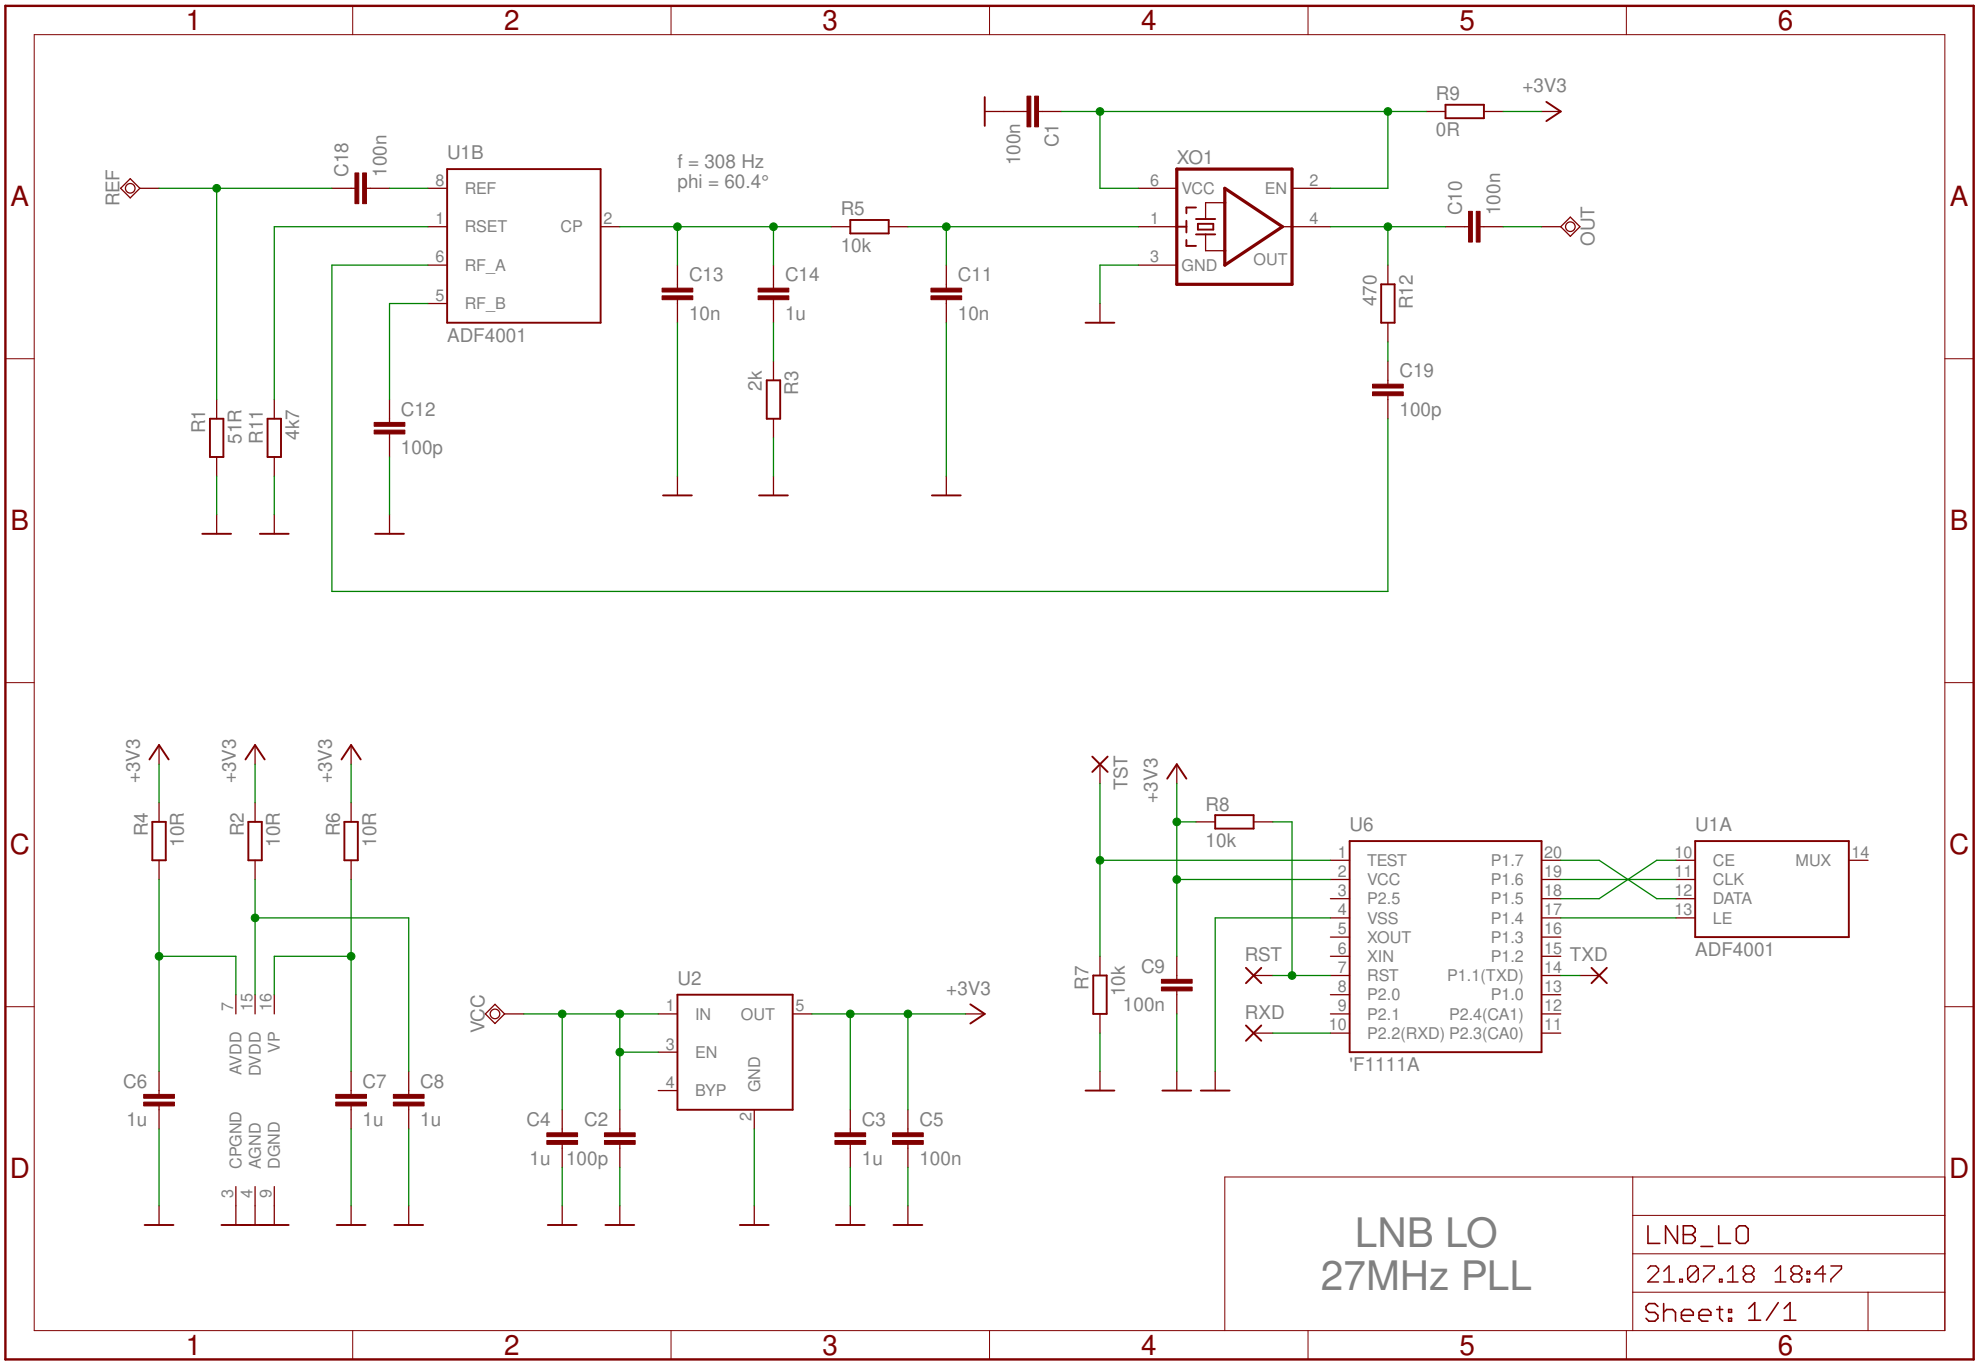 1 2 3 4 5 6
A A
B B
C C
D D
REF
C18
100n
U1B
8 REF
1 RSET
6 RF_A
5 RF_B
CP 2
ADF4001
R1
51R
R11
4k7
C12
100p
f = 308 Hz
phi = 60.4°
C13
10n
C14
1u
2k
R3
R5
10k
C11
10n
100n
C1
R9
0R
+3V3
XO1
6 VCC
EN 2
1
4
3 GND
OUT
C10
100n
OUT
470
R12
C19
100p
+3V3
R4
10R
+3V3
R2
10R
+3V3
R6
10R
7 15 16
AVDD
DVDD
VP
CPGND
AGND
DGND
3 4 9
C6
1u
C7
1u
C8
1u
VCC
U2
1 IN
OUT 5
3 EN
4 BYP
GND
2
C4
1u
C2
100p
C3
1u
C5
100n
+3V3
TST
+3V3
R8
10k
R7
10k
C9
100n
RST
RXD
U6
1 TEST P1.7 20
2 VCC P1.6 19
3 P2.5 P1.5 18
4 VSS P1.4 17
5 XOUT P1.3 16
6 XIN P1.2 15
7 RST P1.1(TXD) 14
8 P2.0 P1.0 13
9 P2.1 P2.4(CA1) 12
10 P2.2(RXD) P2.3(CA0) 11
'F1111A
TXD
U1A
10 CE MUX 14
11 CLK
12 DATA
13 LE
ADF4001
LNB LO
27MHz PLL
LNB_LO
21.07.18 18:47
Sheet: 1/1
1 2 3 4 5 6